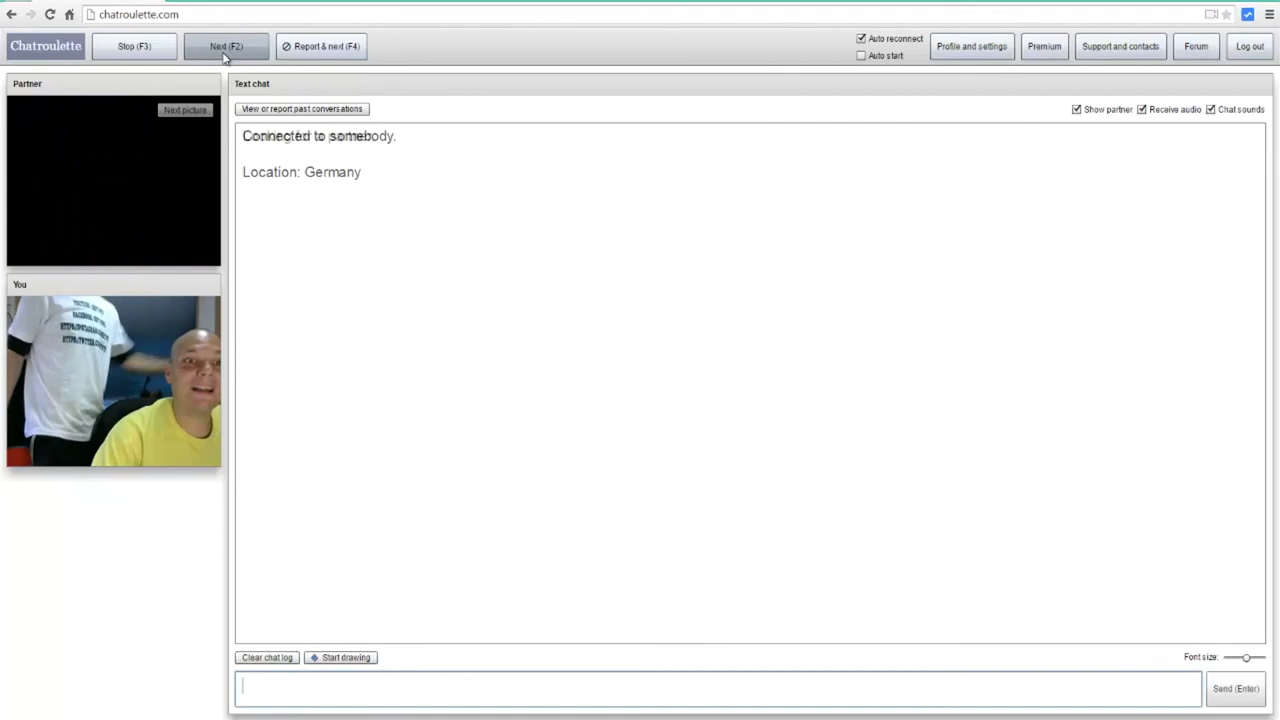 chatroulette.com
Chatroulette
Stop (F3)
Next (F2)
Report & next (F4)
Auto reconnect
Auto start
Profile and settings
Premium
Support and contacts
Forum
Log out
Partner
Next picture
Text chat
View or report past conversations
Show partner
Receive audio
Chat sounds
Connected to somebody.
Location: Germany
You
Clear chat log
Start drawing
Font size:
Send (Enter)